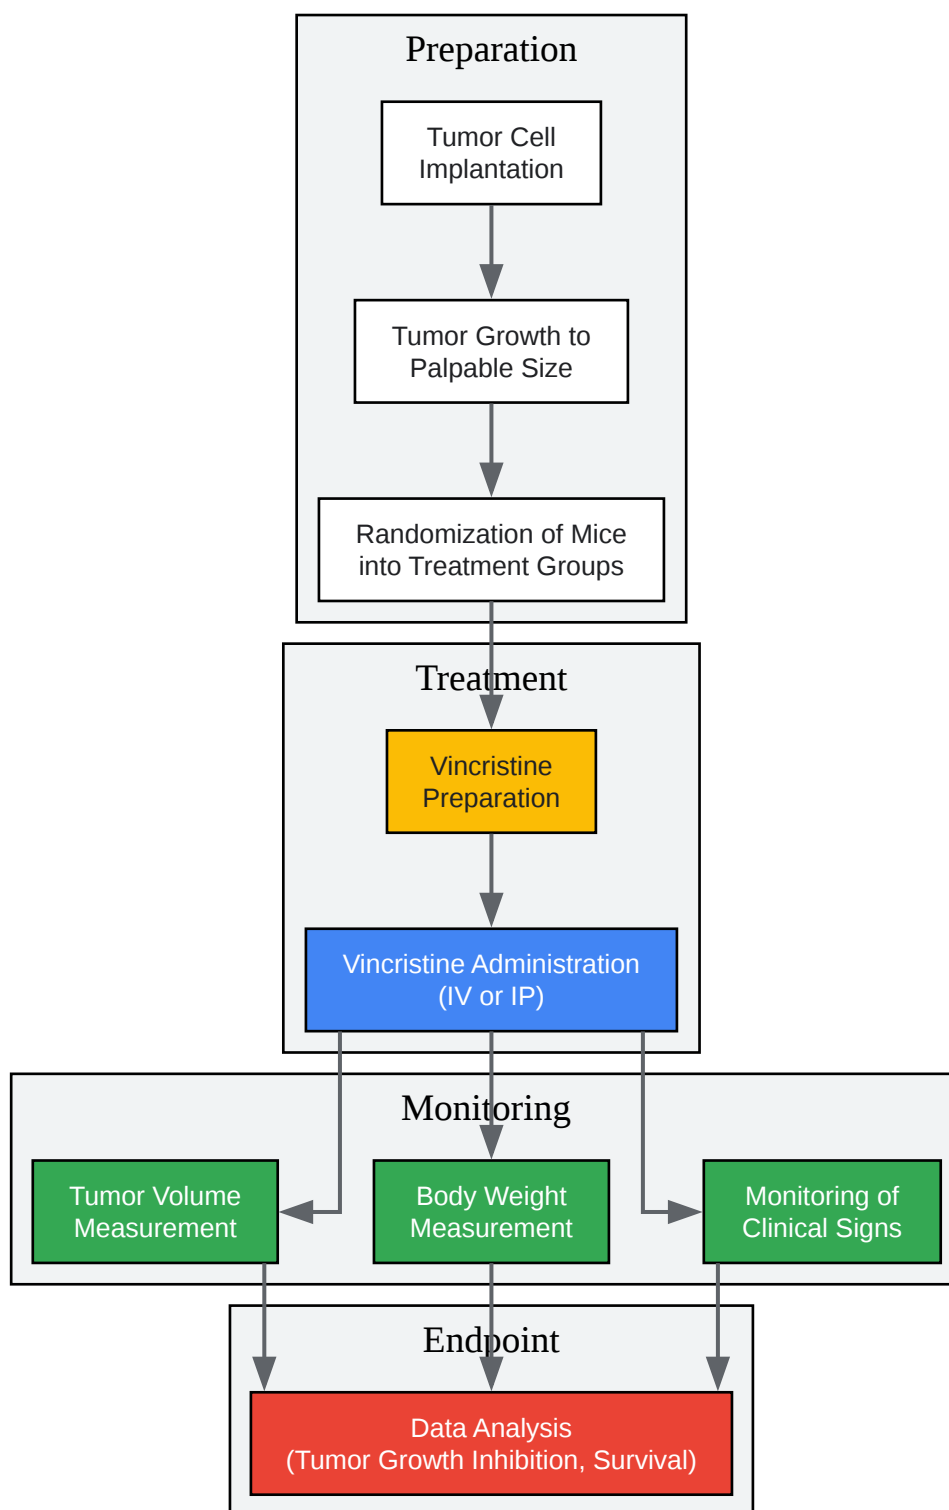 Preparation
Tumor Cell
Implantation
Tumor Growth to
Palpable Size
Randomization of Mice
into Treatment Groups
Treatment
Vincristine
Preparation
Vincristine Administration
(IV or IP)
Monitoring
Tumor Volume
Measurement
Body Weight
Measurement
Monitoring of
Clinical Signs
Endpoint
Data Analysis
(Tumor Growth Inhibition, Survival)